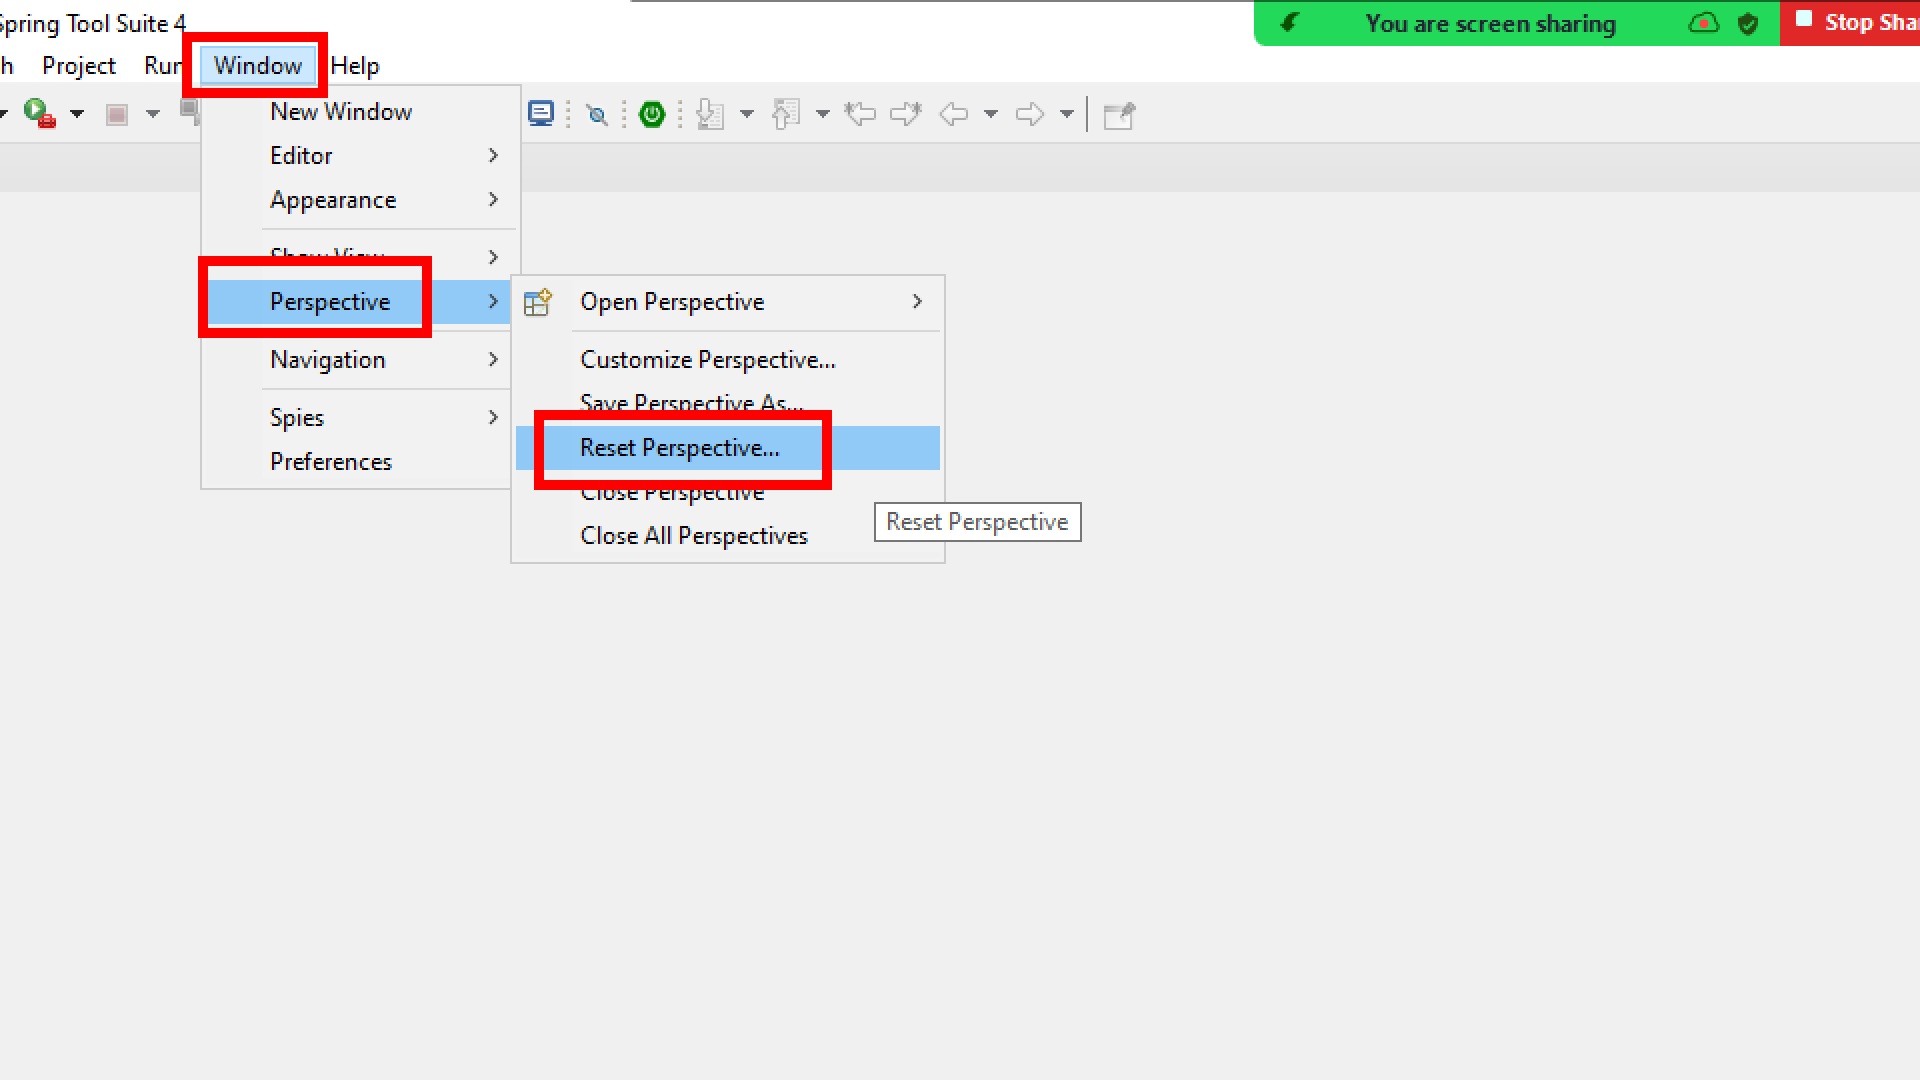 Spring Tool Suite 4
You are screen sharing
Stop Sha
h Project Run Window Help
New Window
Editor
Appearance
Show View
Perspective
Navigation
Spies
Preferences
Open Perspective
Customize Perspective...
Save Perspective As...
Reset Perspective...
Close Perspective
Close All Perspectives
Reset Perspective